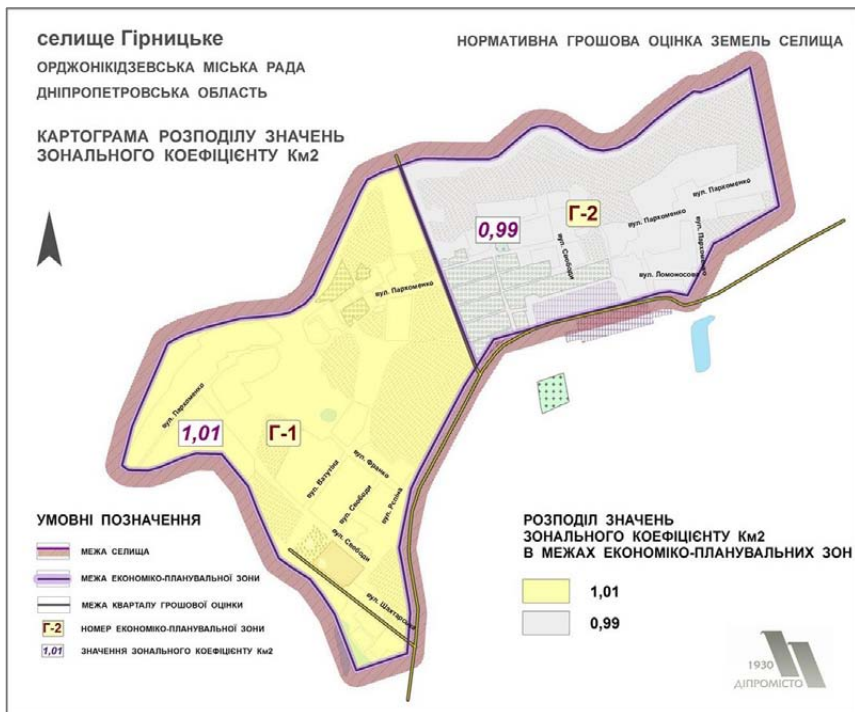 селище Гірницьке
ОРДЖОНІКІДЗЕВСЬКА МІСЬКА РАДА
ДНІПРОПЕТРОВСЬКА ОБЛАСТЬ
КАРТОГРАМА РОЗПОДІЛУ ЗНАЧЕНЬ
ЗОНАЛЬНОГО КОЕФІЦІЄНТУ Км2
НОРМАТИВНА ГРОШОВА ОЦІНКА ЗЕМЕЛЬ СЕЛИЩА
вул. Пархоменко
Г-2
вул. Пархоменко
0,99
вул. Свободи
вул. Пархоменко
вул. Ломоносова
вул. Пархоменко
вул. Пархоменко
1,01
Г-1
вул. Франко
вул. Ватутіна
вул. Свободи
вул. Рєпіна
вул. Свободи
вул. Шахтарська
УМОВНІ ПОЗНАЧЕННЯ
МЕЖА СЕЛИЩА
МЕЖА ЕКОНОМІКО-ПЛАНУВАЛЬНОЇ ЗОНИ
МЕЖА КВАРТАЛУ ГРОШОВОЇ ОЦІНКИ
Г-2 НОМЕР ЕКОНОМІКО-ПЛАНУВАЛЬНОЇ ЗОНИ
1,01 ЗНАЧЕННЯ ЗОНАЛЬНОГО КОЕФІЦІЄНТУ Км2
РОЗПОДІЛ ЗНАЧЕНЬ
ЗОНАЛЬНОГО КОЕФІЦІЄНТУ Км2
В МЕЖАХ ЕКОНОМІКО-ПЛАНУВАЛЬНИХ ЗОН
1,01
0,99
1930
ДІПРОМІСТО